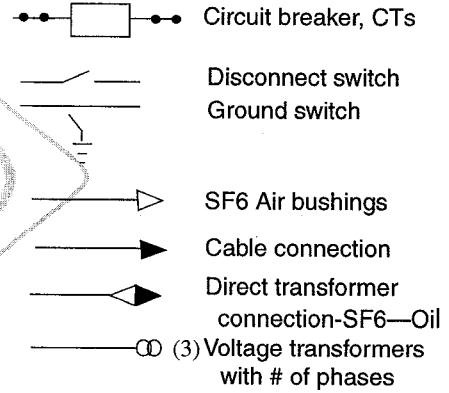 Circuit breaker, CTs
Disconnect switch
Ground switch
SF6 Air bushings
Cable connection
Direct transformer
connection-SF6—Oil
(3) Voltage transformers
with # of phases